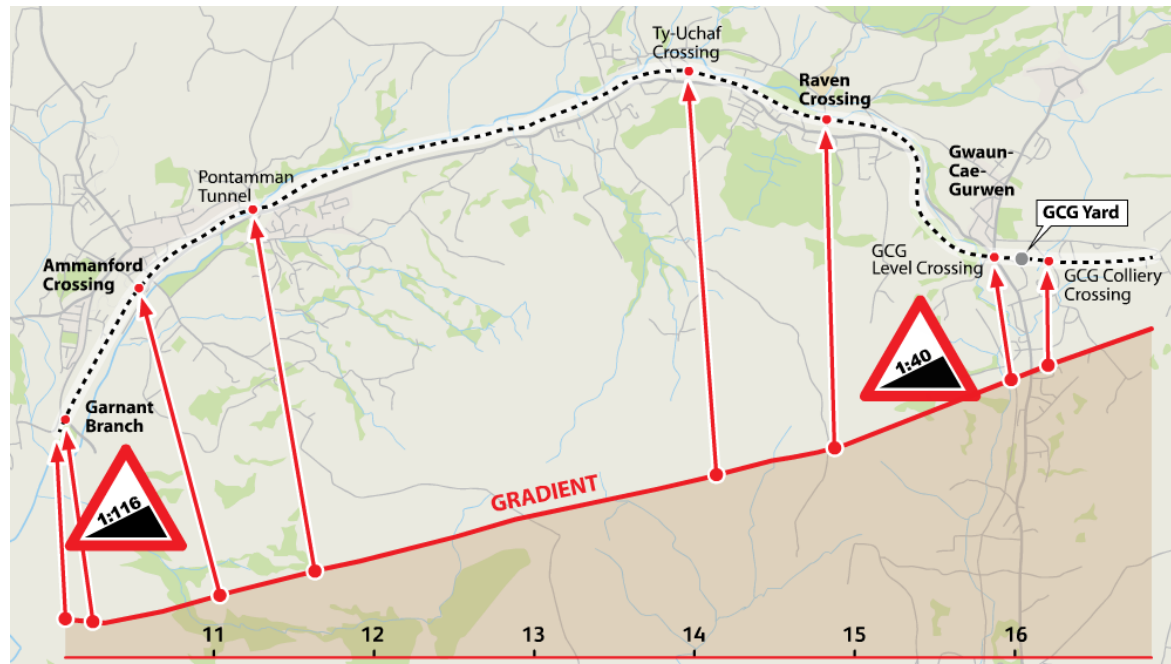 Ty-Uchaf
Crossing
Raven
Crossing
Pontamman
Tunnel
Gwaun-
Cae-
Gurwen
GCG Yard
Ammanford
Crossing
GCG
Level Crossing
GCG Colliery
Crossing
1:40
Garnant
Branch
1:116
GRADIENT
11
12
13
14
15
16